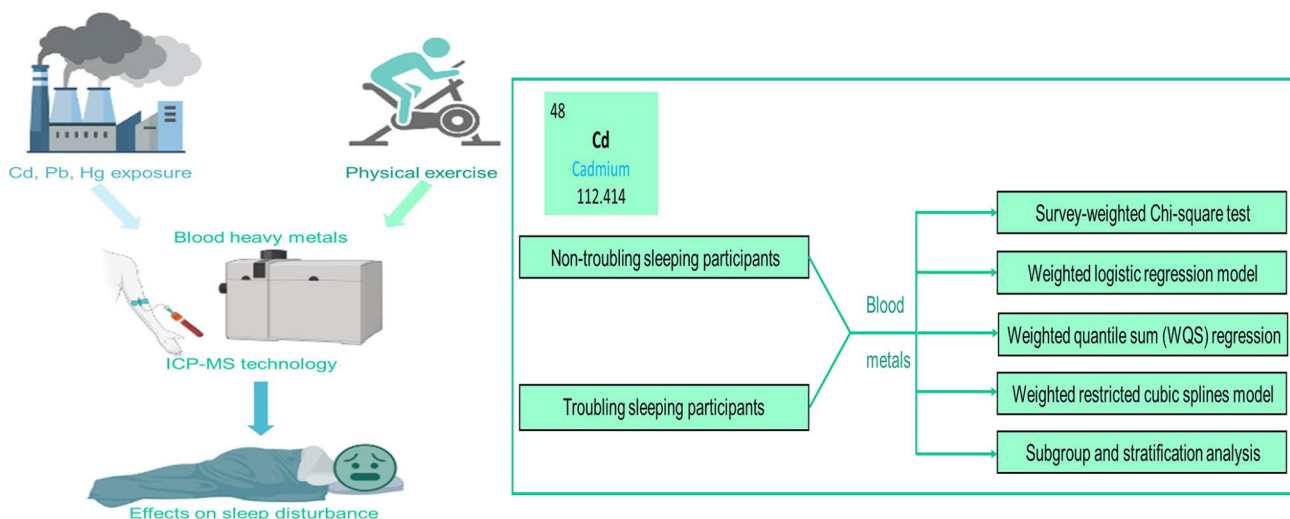 Cd, Pb, Hg exposure
Physical exercise
Blood heavy metals
ICP-MS technology
Effects on sleep disturbance
48
Cd
Cadmium
112.414
Non-troubling sleeping participants
Troubling sleeping participants
Blood
metals
Survey-weighted Chi-square test
Weighted logistic regression model
Weighted quantile sum (WQS) regression
Weighted restricted cubic splines model
Subgroup and stratification analysis